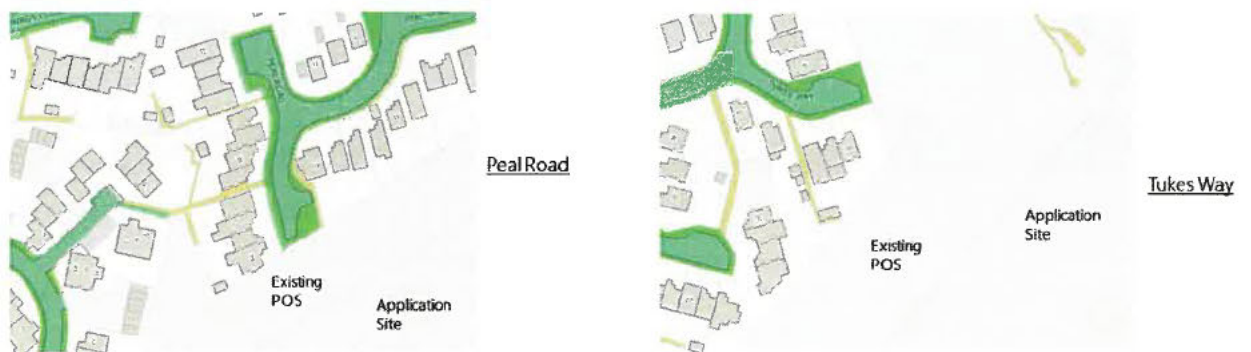 Peal Road
Existing
POS
Application
Site
Tukes Way
Application
Site
Existing
POS